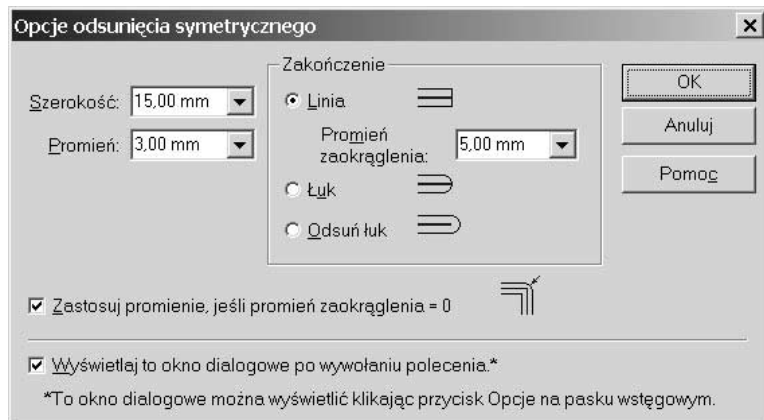 Opcje odsunięcia symetrycznego
Szerokość: 15,00 mm
Promień: 3,00 mm
Zakończenie
Linia
Promień
zaokrąglenia: 5,00 mm
Łuk
Odsuń łuk
OK
Anuluj
Pomoc
Zastosuj promienie, jeśli promień zaokrąglenia = 0
Wyświetlaj to okno dialogowe po wywołaniu polecenia.*
*To okno dialogowe można wyświetlić klikając przycisk Opcje na pasku wstęgowym.